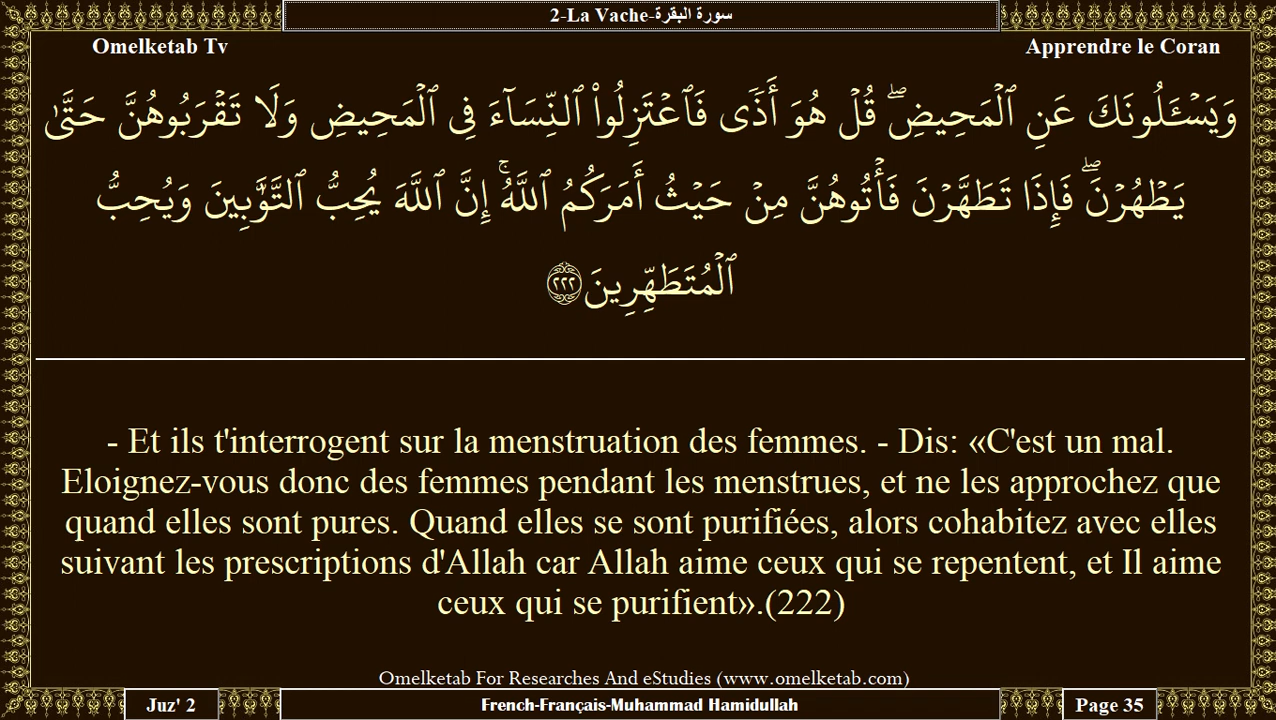 2-La Vache-سورة البقرة
Omelketab Tv
Apprendre le Coran
وَيَسْـَٔلُونَكَ عَنِ ٱلْمَحِيضِ ۖ قُلْ هُوَ أَذًى فَٱعْتَزِلُوا۟ ٱلنِّسَآءَ فِى ٱلْمَحِيضِ وَلَا تَقْرَبُوهُنَّ حَتَّىٰ
يَطْهُرْنَ ۖ فَإِذَا تَطَهَّرْنَ فَأْتُوهُنَّ مِنْ حَيْثُ أَمَرَكُمُ ٱللَّهُ ۚ إِنَّ ٱللَّهَ يُحِبُّ ٱلتَّوَّٰبِينَ وَيُحِبُّ
ٱلْمُتَطَهِّرِينَ ٢٢٢
- Et ils t'interrogent sur la menstruation des femmes. - Dis: «C'est un mal.
Eloignez-vous donc des femmes pendant les menstrues, et ne les approchez que
quand elles sont pures. Quand elles se sont purifiées, alors cohabitez avec elles
suivant les prescriptions d'Allah car Allah aime ceux qui se repentent, et Il aime
ceux qui se purifient».(222)
Omelketab For Researches And eStudies (www.omelketab.com)
Juz' 2
French-Français-Muhammad Hamidullah
Page 35